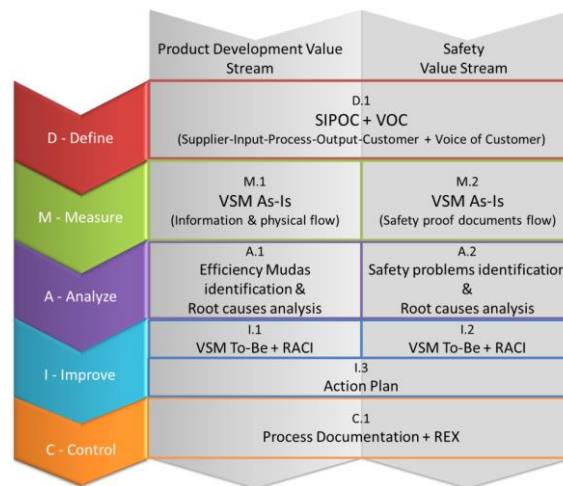 Product Development Value
Stream
Safety
Value Stream
D - Define
D.1
SIPOC + VOC
(Supplier-Input-Process-Output-Customer + Voice of Customer)
M - Measure
M.1
VSM As-Is
(Information & physical flow)
M.2
VSM As-Is
(Safety proof documents flow)
A - Analyze
A.1
Efficiency Mudas
identification &
Root causes analysis
A.2
Safety problems identification
&
Root causes analysis
I - Improve
I.1
VSM To-Be + RACI
I.2
VSM To-Be + RACI
I.3
Action Plan
C - Control
C.1
Process Documentation + REX